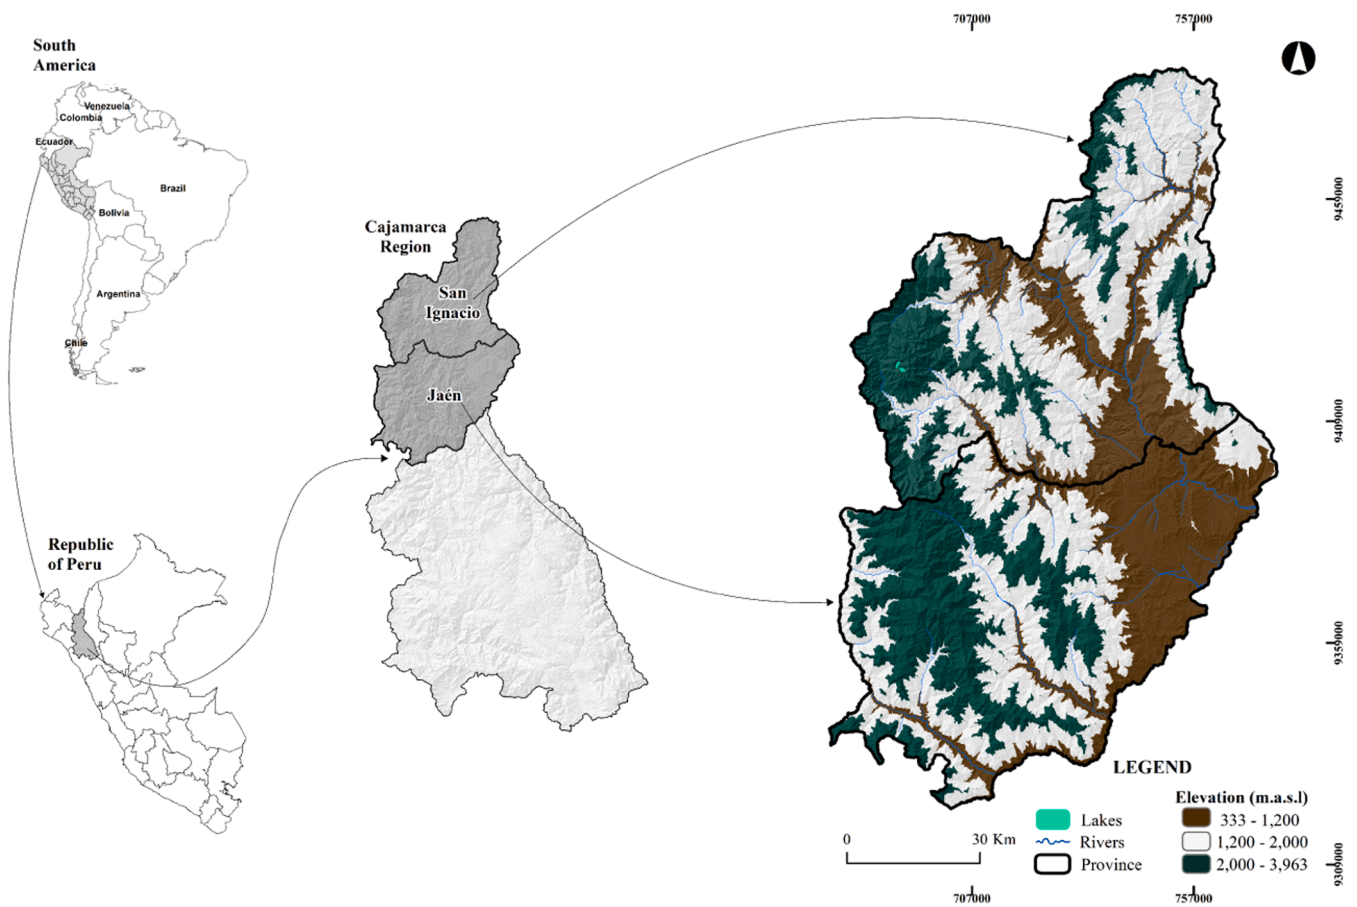 South
America
Venezuela
Colombia
Ecuador
Brazil
Bolivia
Argentina
Chile
Republic
of Peru
Cajamarca
Region
San
Ignacio
Jaén
707000
757000
9459000
9409000
9359000
9309000
707000
757000
LEGEND
Lakes
Rivers
Province
Elevation (m.a.s.l)
333 - 1,200
1,200 - 2,000
2,000 - 3,963
0
30 Km